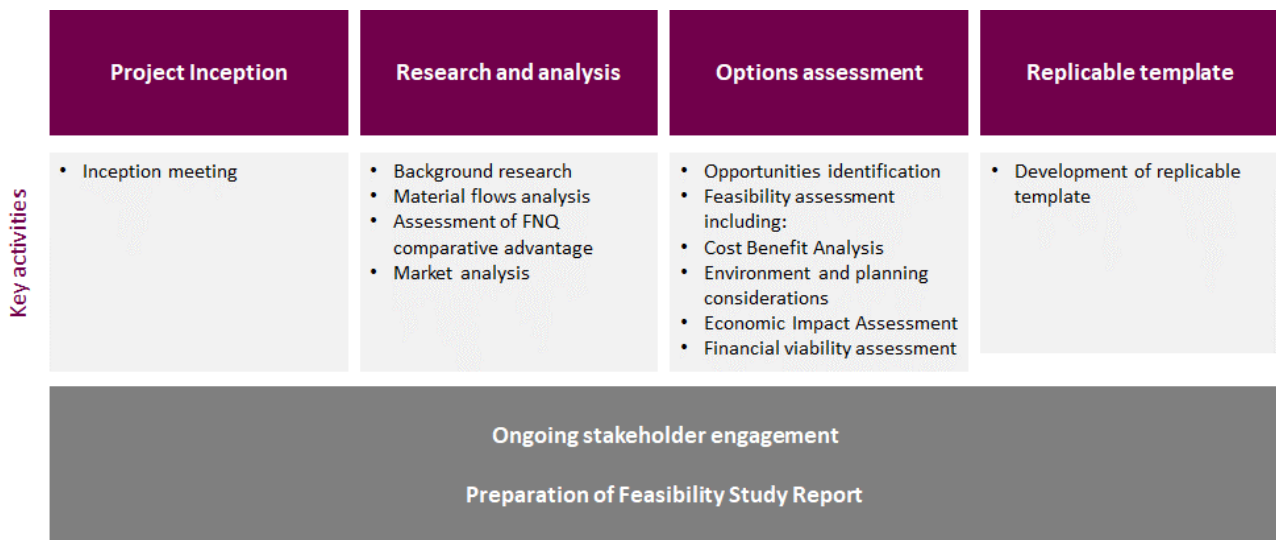 Project Inception
Research and analysis
Options assessment
Replicable template
Key activities
• Inception meeting
• Background research
• Material flows analysis
• Assessment of FNQ
comparative advantage
• Market analysis
• Opportunities identification
• Feasibility assessment
including:
• Cost Benefit Analysis
• Environment and planning
considerations
• Economic Impact Assessment
• Financial viability assessment
• Development of replicable
template
Ongoing stakeholder engagement
Preparation of Feasibility Study Report